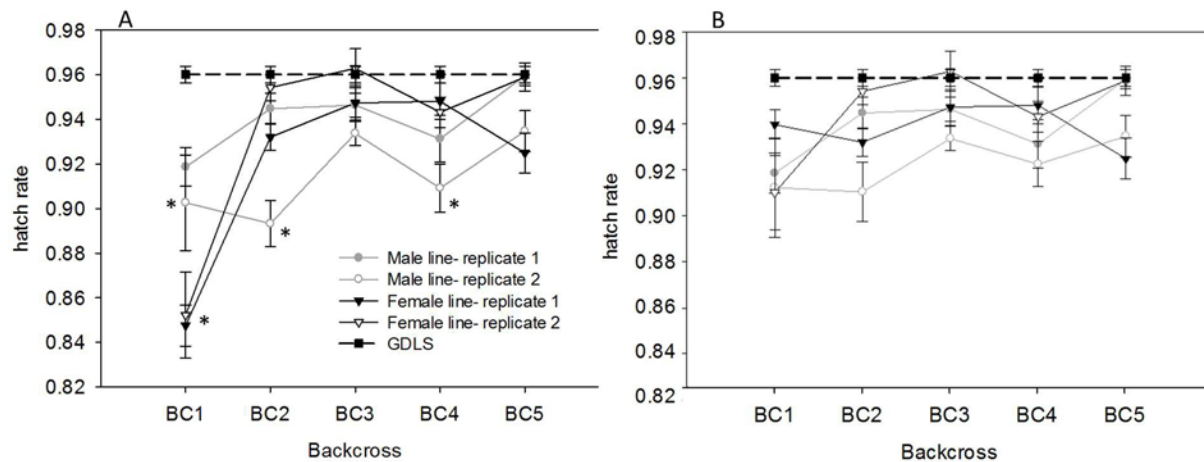 A
0.98
0.96
0.94
0.92
0.90
0.88
0.86
0.84
0.82
hatch rate
*
*
*
*
Male line- replicate 1
Male line- replicate 2
Female line- replicate 1
Female line- replicate 2
GDLS
BC1 BC2 BC3 BC4 BC5
Backcross
B
0.98
0.96
0.94
0.92
0.90
0.88
0.86
0.84
0.82
hatch rate
BC1 BC2 BC3 BC4 BC5
Backcross